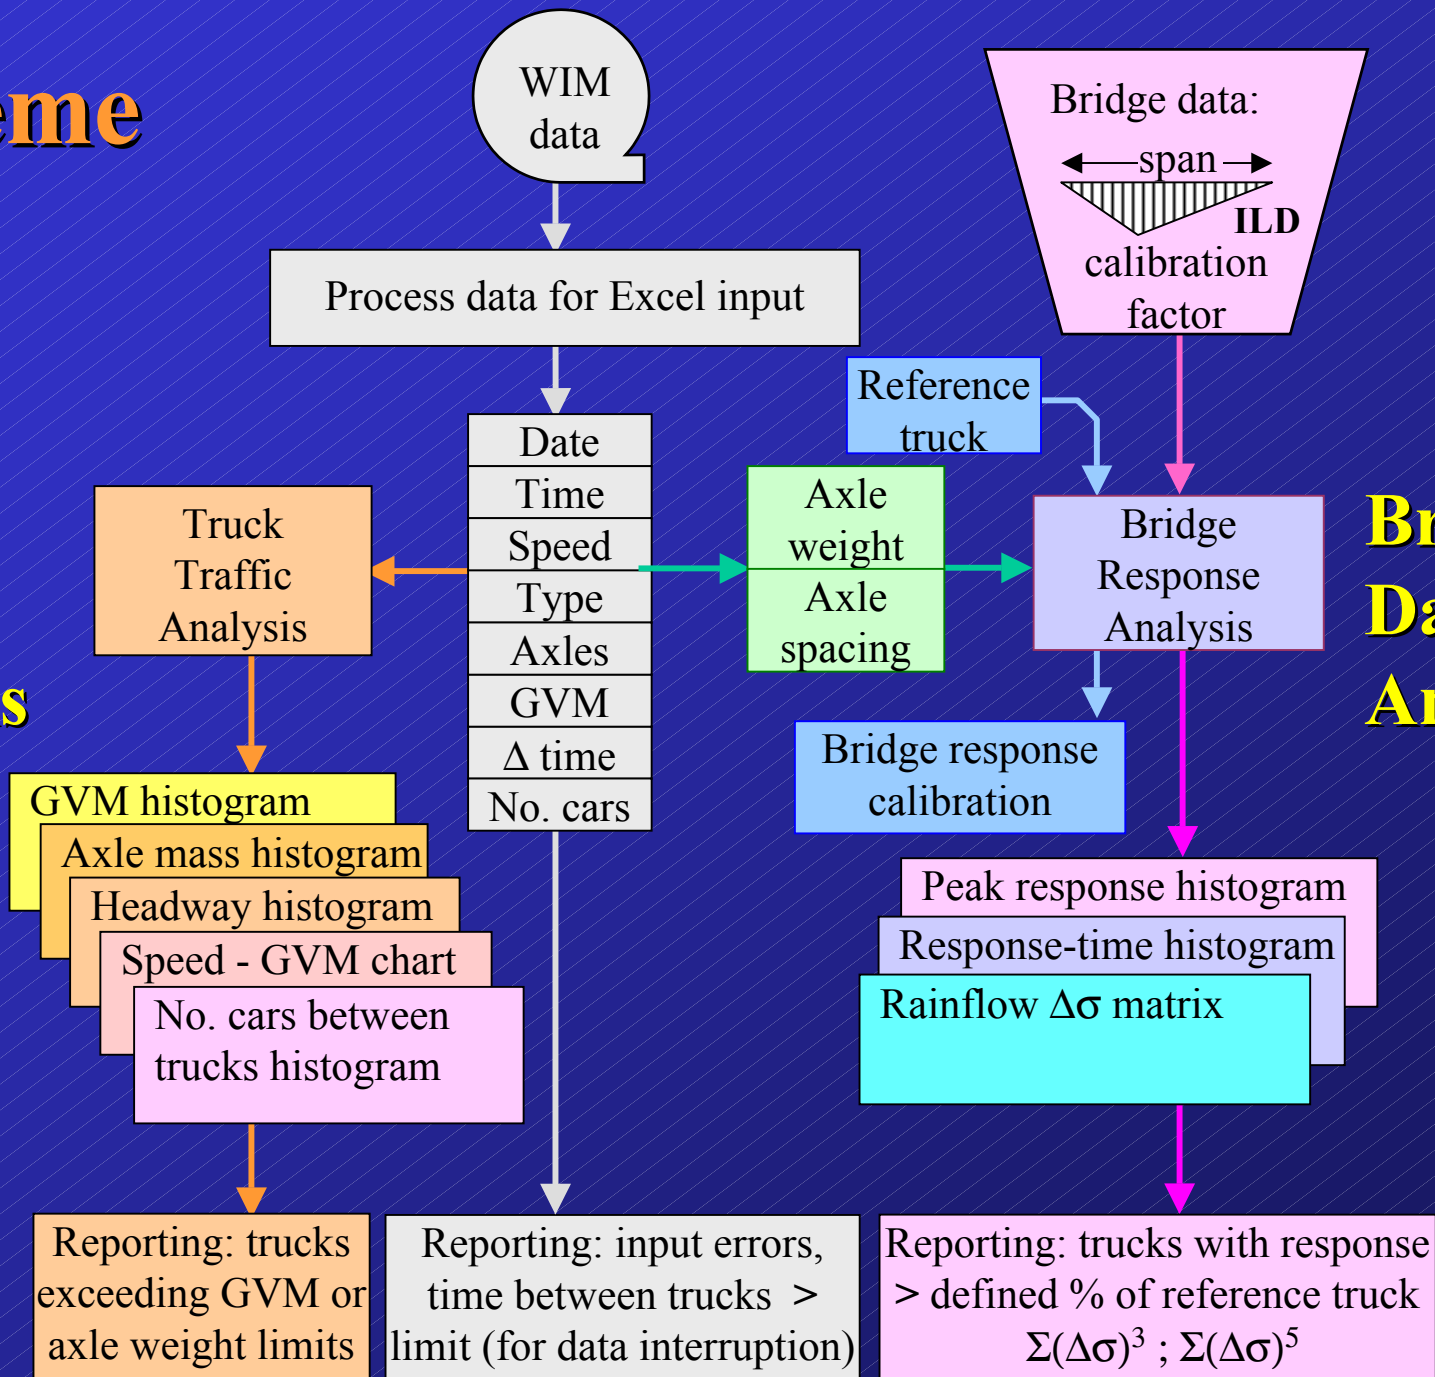 WIM
data
Process data for Excel input
Date
Time
Speed
Type
Axles
GVM
Δ time
No. cars
Truck
Traffic
Analysis
GVM histogram
Axle mass histogram
Headway histogram
Speed - GVM chart
No. cars between
trucks histogram
Reporting: trucks
exceeding GVM or
axle weight limits
Reporting: input errors,
time between trucks >
limit (for data interruption)
Bridge data:
span
ILD
calibration
factor
Reference
truck
Axle
weight
Axle
spacing
Bridge
Response
Analysis
Bridge response
calibration
Peak response histogram
Response-time histogram
Rainflow Δσ matrix
Reporting: trucks with response
> defined % of reference truck
Σ(Δσ)³ ; Σ(Δσ)⁵